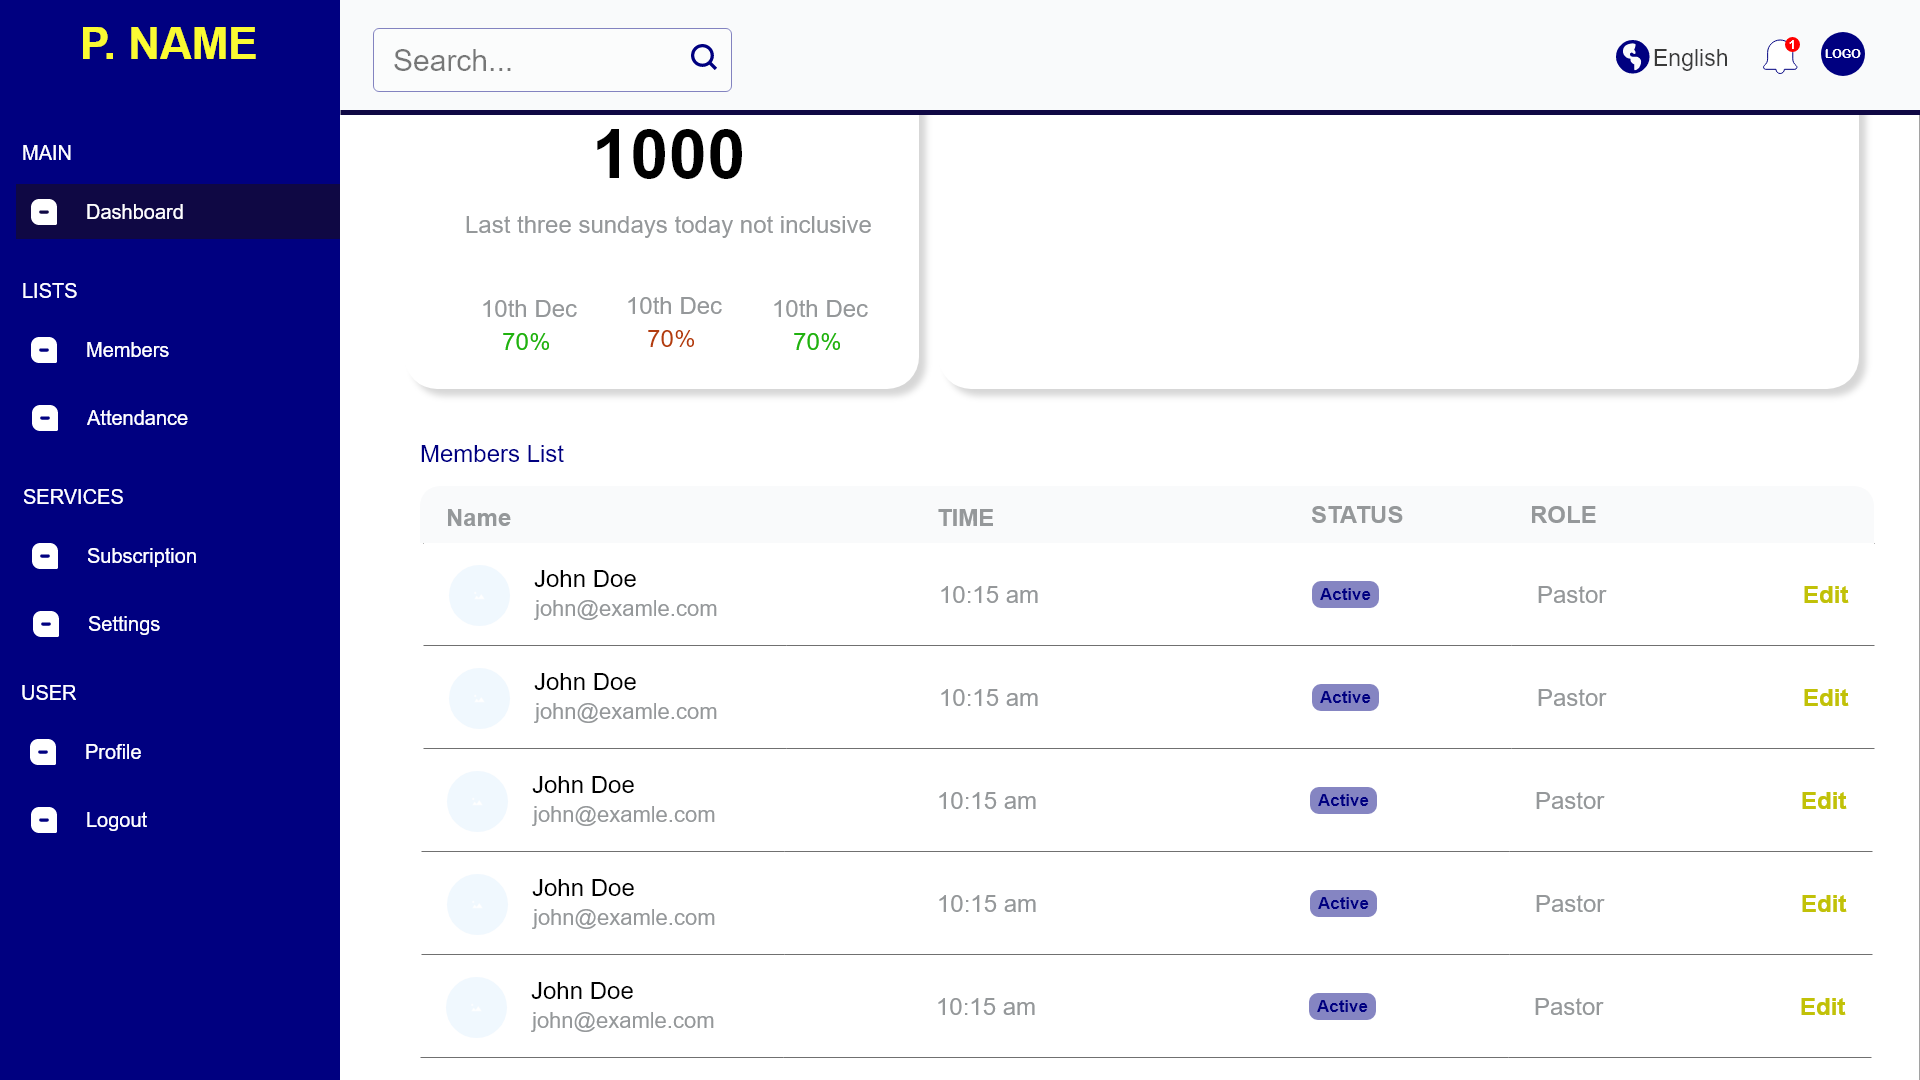 P. NAME
Search...
English
1
LOGO
MAIN
Dashboard
LISTS
Members
Attendance
SERVICES
Subscription
Settings
USER
Profile
Logout
1000
Last three sundays today not inclusive
10th Dec 10th Dec 10th Dec
70% 70% 70%
Members List
Name TIME STATUS ROLE
John Doe
john@examle.com
10:15 am Active Pastor Edit
John Doe
john@examle.com
10:15 am Active Pastor Edit
John Doe
john@examle.com
10:15 am Active Pastor Edit
John Doe
john@examle.com
10:15 am Active Pastor Edit
John Doe
john@examle.com
10:15 am Active Pastor Edit